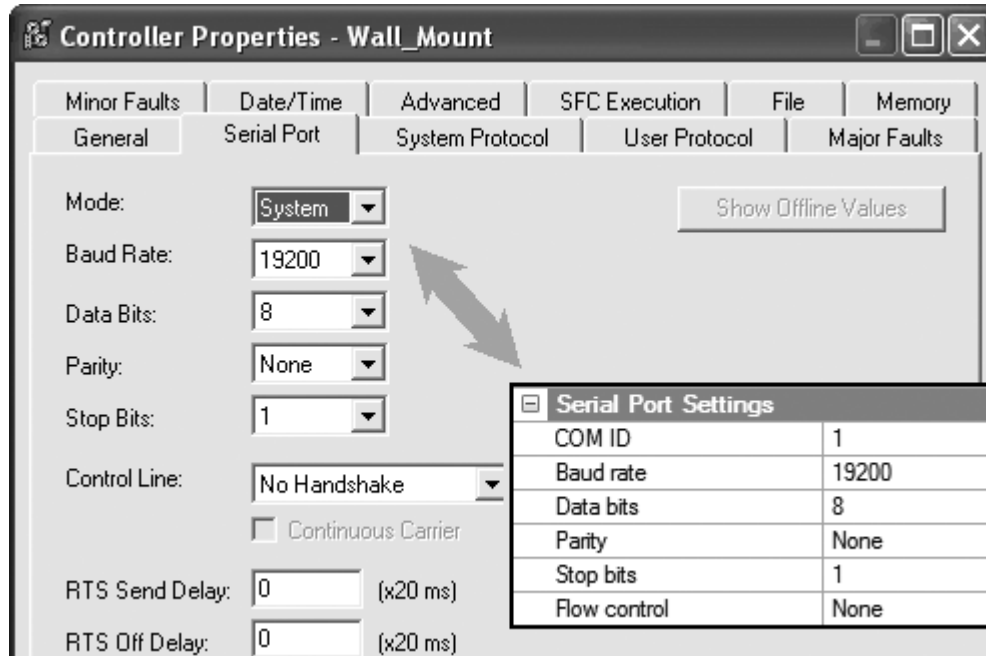 Controller Properties - Wall_Mount
Minor Faults Date/Time Advanced SFC Execution File Memory
General Serial Port System Protocol User Protocol Major Faults
Mode: System Show Offline Values
Baud Rate: 19200
Data Bits: 8
Parity: None
Stop Bits: 1
Control Line: No Handshake
Continuous Carrier
RTS Send Delay: 0 (x20 ms)
RTS Off Delay: 0 (x20 ms)
Serial Port Settings
COM ID 1
Baud rate 19200
Data bits 8
Parity None
Stop bits 1
Flow control None